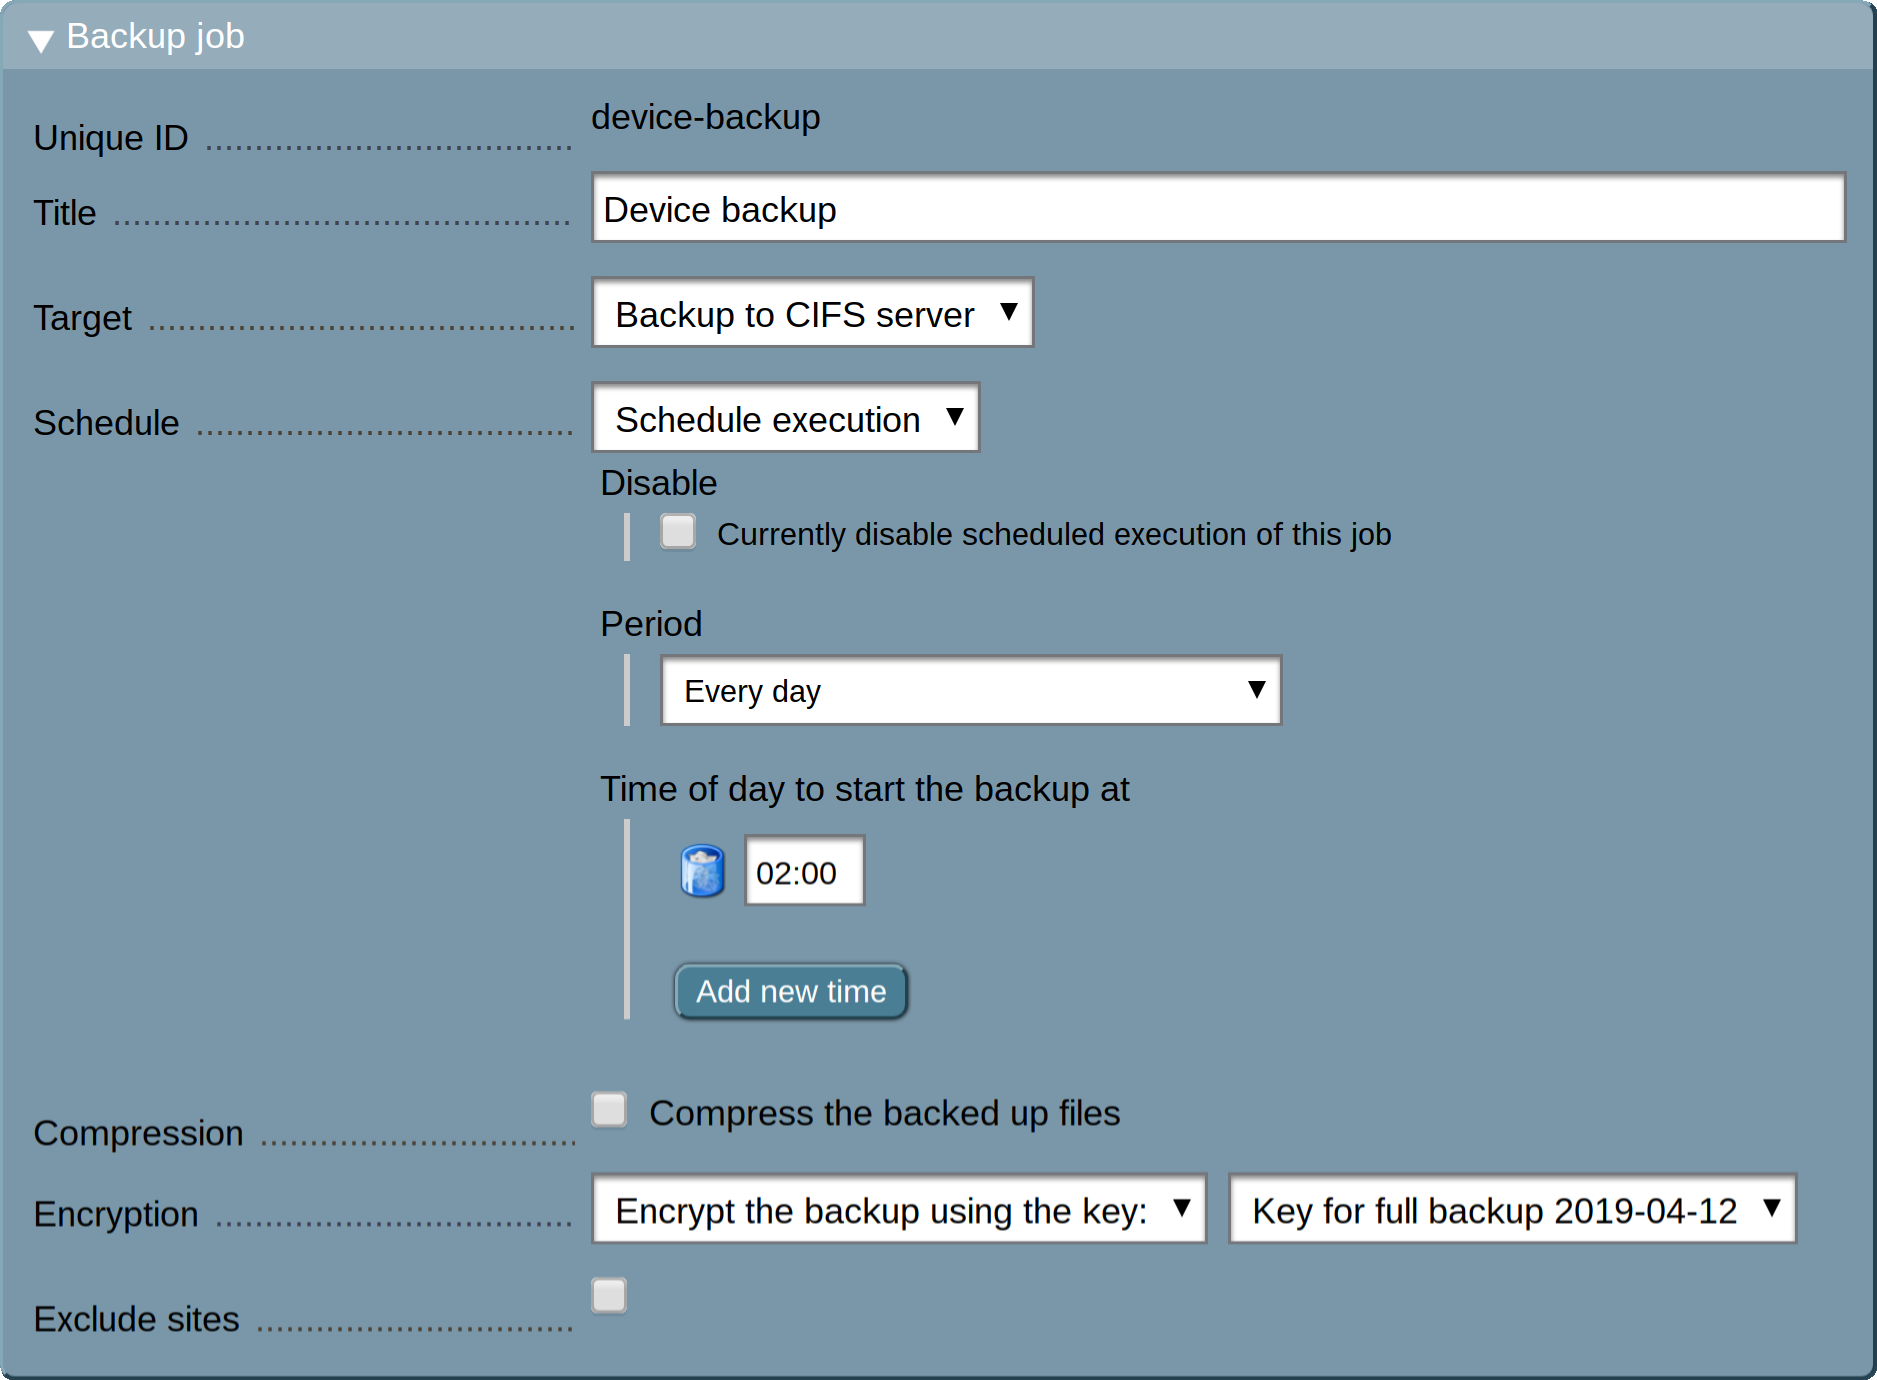 Backup job
Unique ID device-backup
Title Device backup
Target Backup to CIFS server
Schedule Schedule execution
Disable
Currently disable scheduled execution of this job
Period
Every day
Time of day to start the backup at
02:00
Add new time
Compression Compress the backed up files
Encryption Encrypt the backup using the key: Key for full backup 2019-04-12
Exclude sites